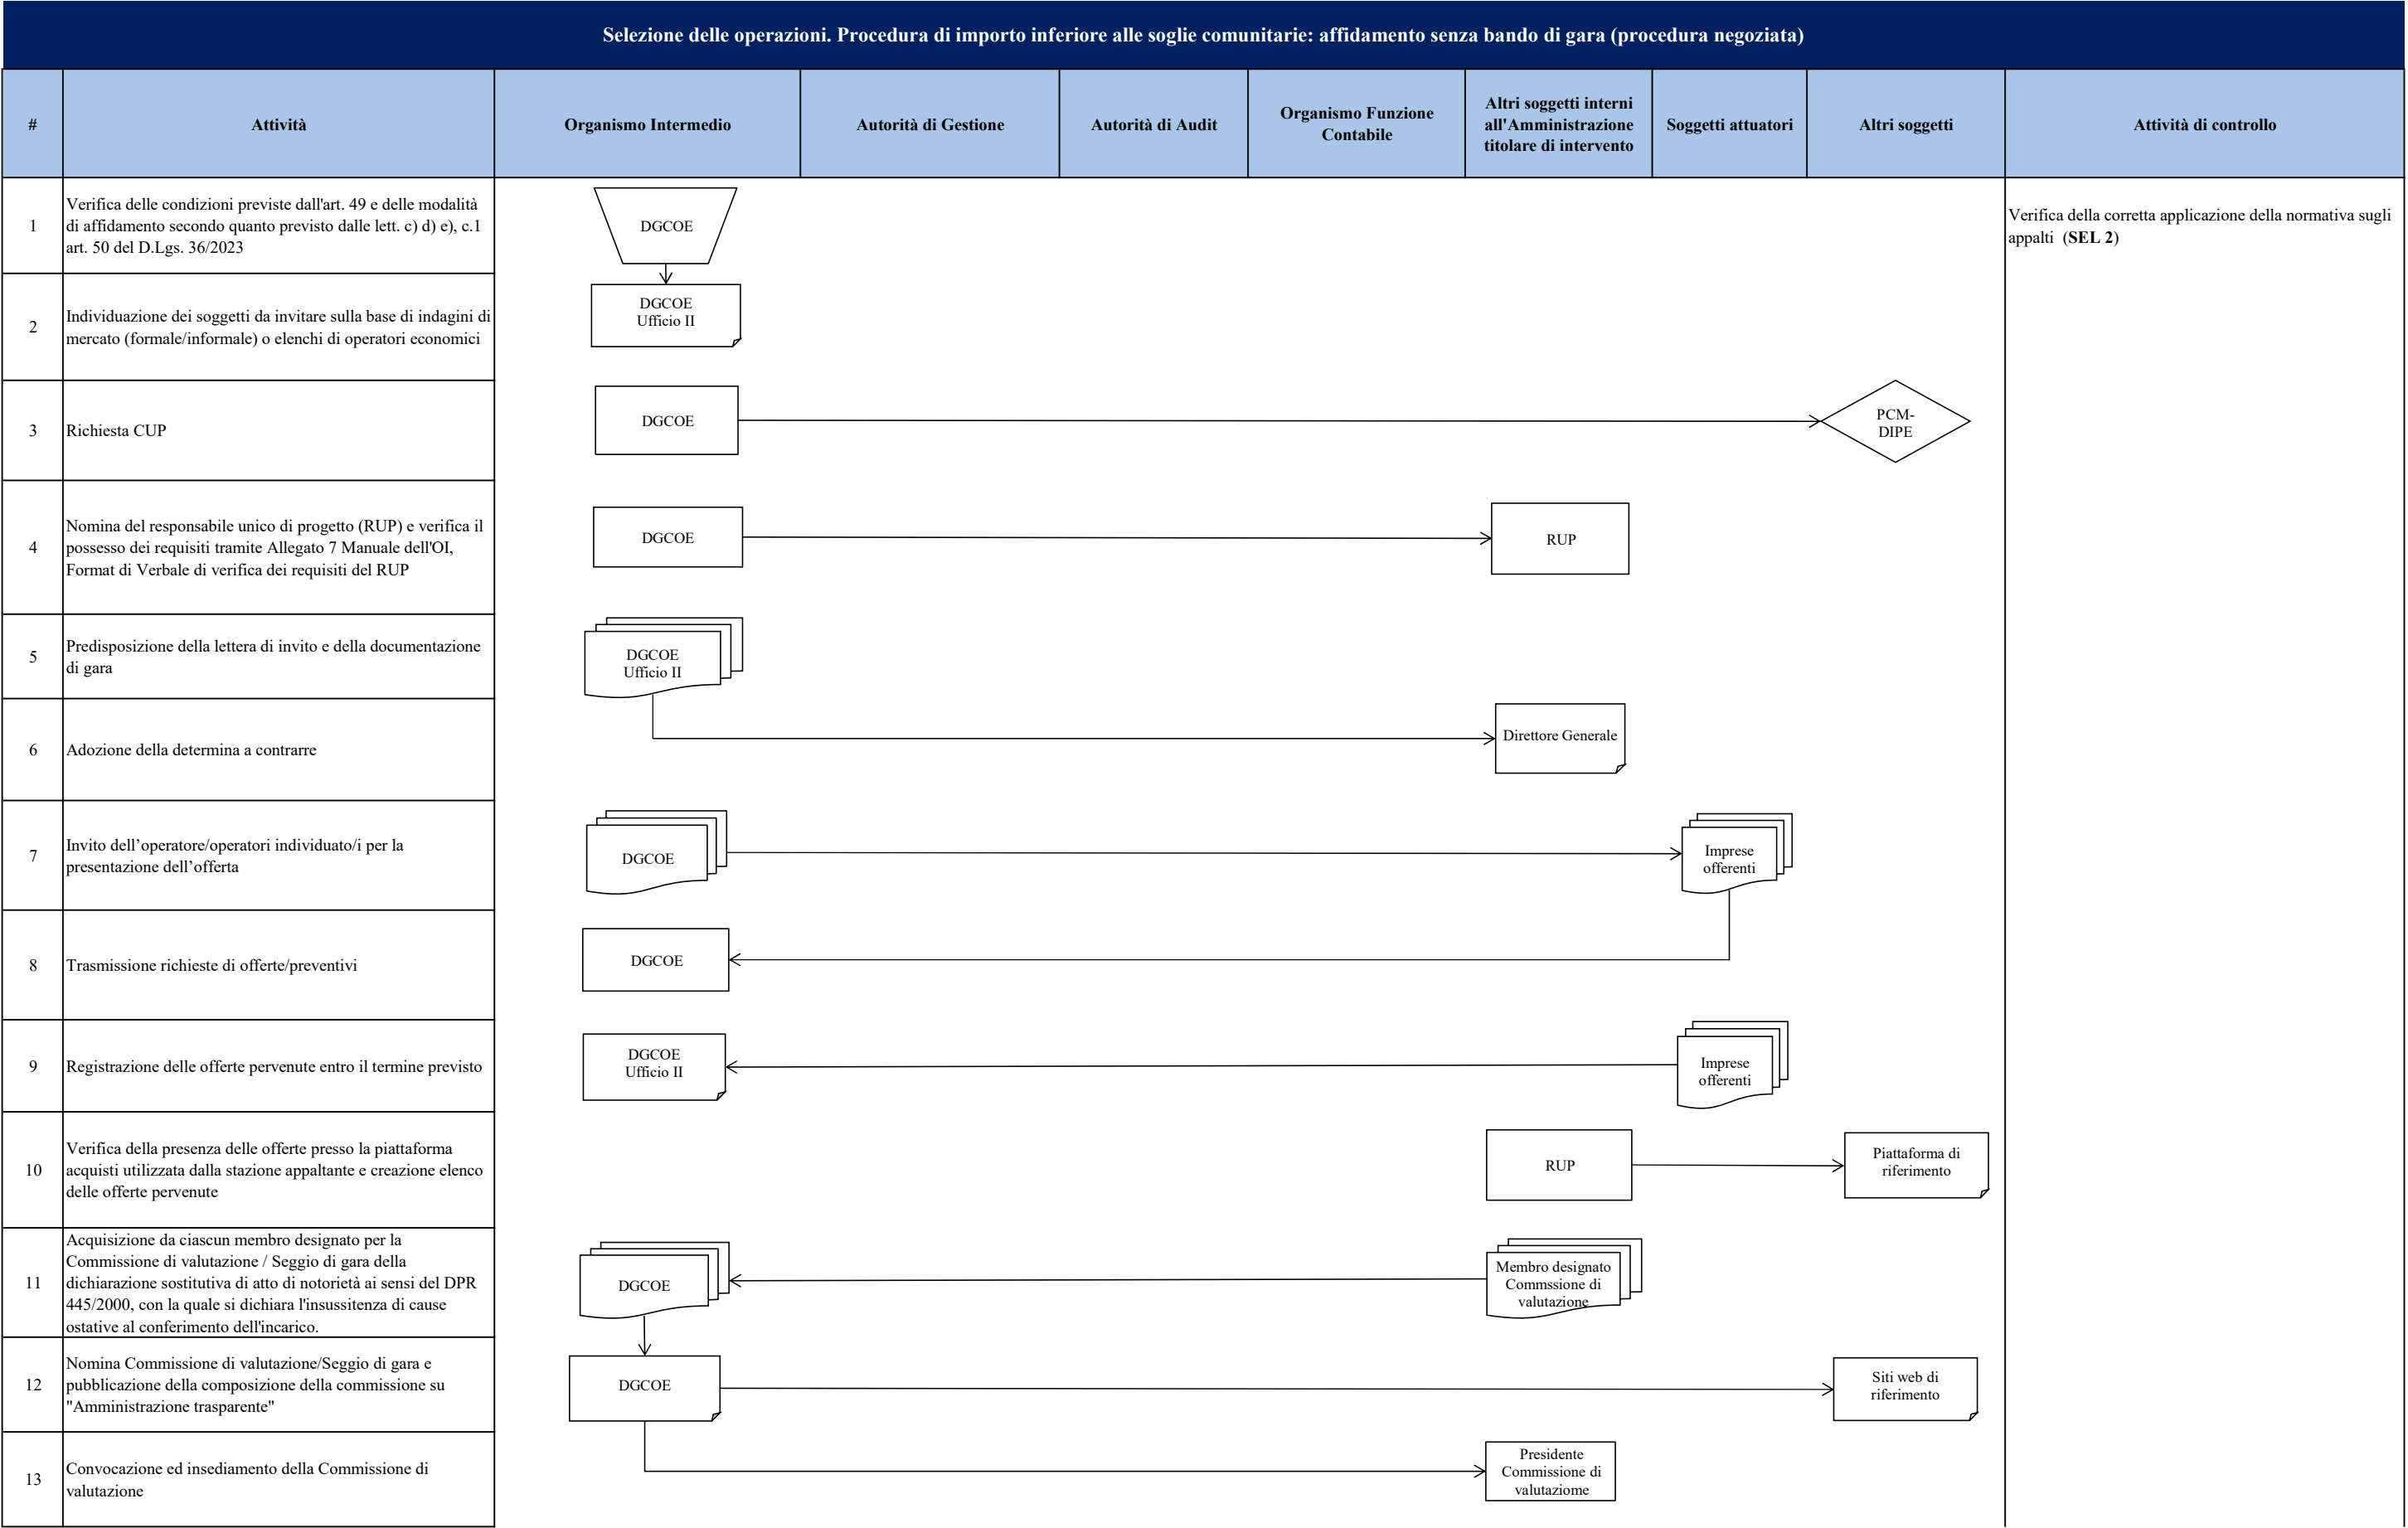 Selezione delle operazioni. Procedura di importo inferiore alle soglie comunitarie: affidamento senza bando di gara (procedura negoziata)
#
Attività
Organismo Intermedio
Autorità di Gestione
Autorità di Audit
Organismo Funzione
Contabile
Altri soggetti interni
all'Amministrazione
titolare di intervento
Soggetti attuatori
Altri soggetti
Attività di controllo
1
Verifica delle condizioni previste dall'art. 49 e delle modalità
di affidamento secondo quanto previsto dalle lett. c) d) e), c.1
art. 50 del D.Lgs. 36/2023
DGCOE
Verifica della corretta applicazione della normativa sugli
appalti (SEL 2)
2
Individuazione dei soggetti da invitare sulla base di indagini di
mercato (formale/informale) o elenchi di operatori economici
DGCOE
Ufficio II
3
Richiesta CUP
DGCOE
PCM-
DIPE
4
Nomina del responsabile unico di progetto (RUP) e verifica il
possesso dei requisiti tramite Allegato 7 Manuale dell'OI,
Format di Verbale di verifica dei requisiti del RUP
DGCOE
RUP
5
Predisposizione della lettera di invito e della documentazione
di gara
DGCOE
Ufficio II
6
Adozione della determina a contrarre
Direttore Generale
7
Invito dell’operatore/operatori individuato/i per la
presentazione dell’offerta
DGCOE
Imprese
offerenti
8
Trasmissione richieste di offerte/preventivi
DGCOE
9
Registrazione delle offerte pervenute entro il termine previsto
DGCOE
Ufficio II
Imprese
offerenti
10
Verifica della presenza delle offerte presso la piattaforma
acquisti utilizzata dalla stazione appaltante e creazione elenco
delle offerte pervenute
RUP
Piattaforma di
riferimento
11
Acquisizione da ciascun membro designato per la
Commissione di valutazione / Seggio di gara della
dichiarazione sostitutiva di atto di notorietà ai sensi del DPR
445/2000, con la quale si dichiara l'insussitenza di cause
ostative al conferimento dell'incarico.
DGCOE
Membro designato
Commssione di
valutazione
12
Nomina Commissione di valutazione/Seggio di gara e
pubblicazione della composizione della commissione su
"Amministrazione trasparente"
DGCOE
Siti web di
riferimento
13
Convocazione ed insediamento della Commissione di
valutazione
Presidente
Commissione di
valutaziome